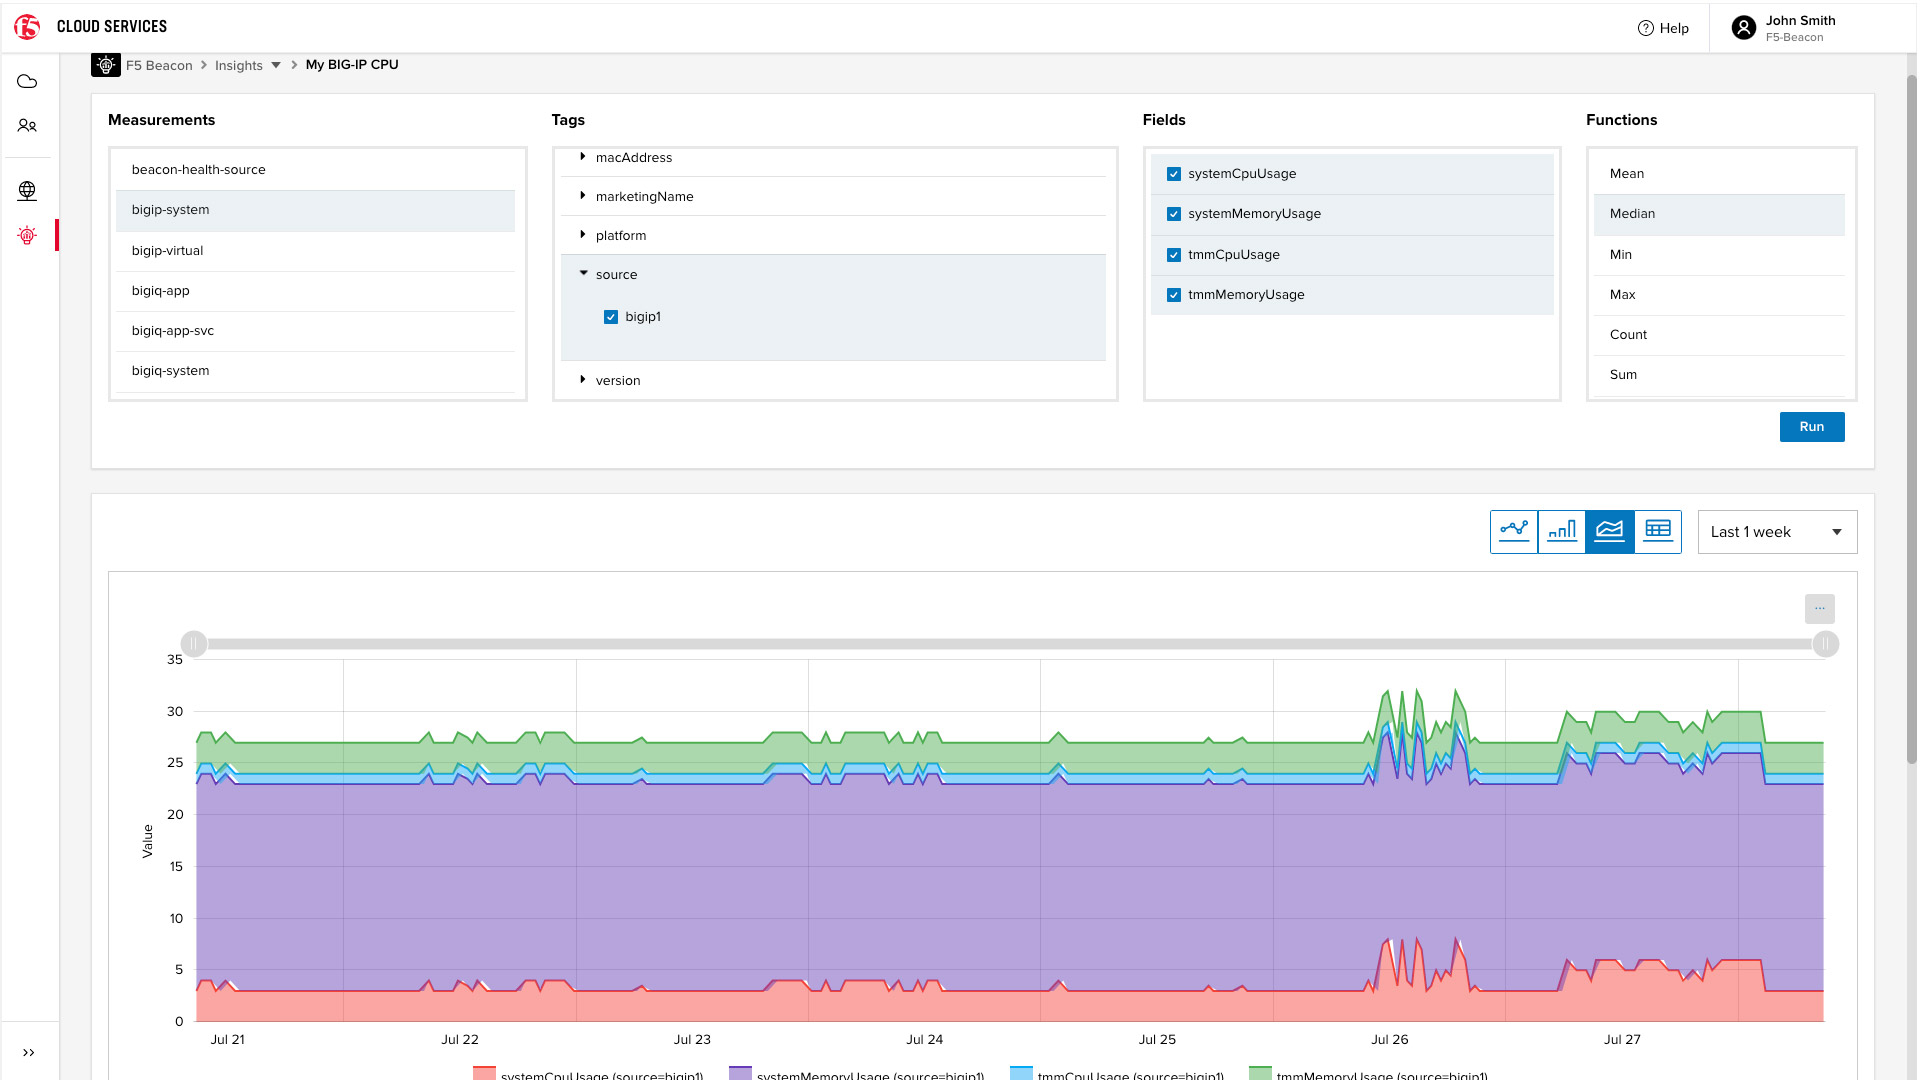 f5 CLOUD SERVICES
? Help
John Smith
F5-Beacon
F5 Beacon > Insights > My BIG-IP CPU
Measurements
beacon-health-source
bigip-system
bigip-virtual
bigiq-app
bigiq-app-svc
bigiq-system
Tags
macAddress
marketingName
platform
source
bigip1
version
Fields
systemCpuUsage
systemMemoryUsage
tmmCpuUsage
tmmMemoryUsage
Functions
Mean
Median
Min
Max
Count
Sum
Run
Last 1 week
...
35
30
25
20
15
10
5
0
Value
Jul 21
Jul 22
Jul 23
Jul 24
Jul 25
Jul 26
Jul 27
systemCpuUsage (source=bigip1)
systemMemoryUsage (source=bigip1)
tmmCpuUsage (source=bigip1)
tmmMemoryUsage (source=bigip1)